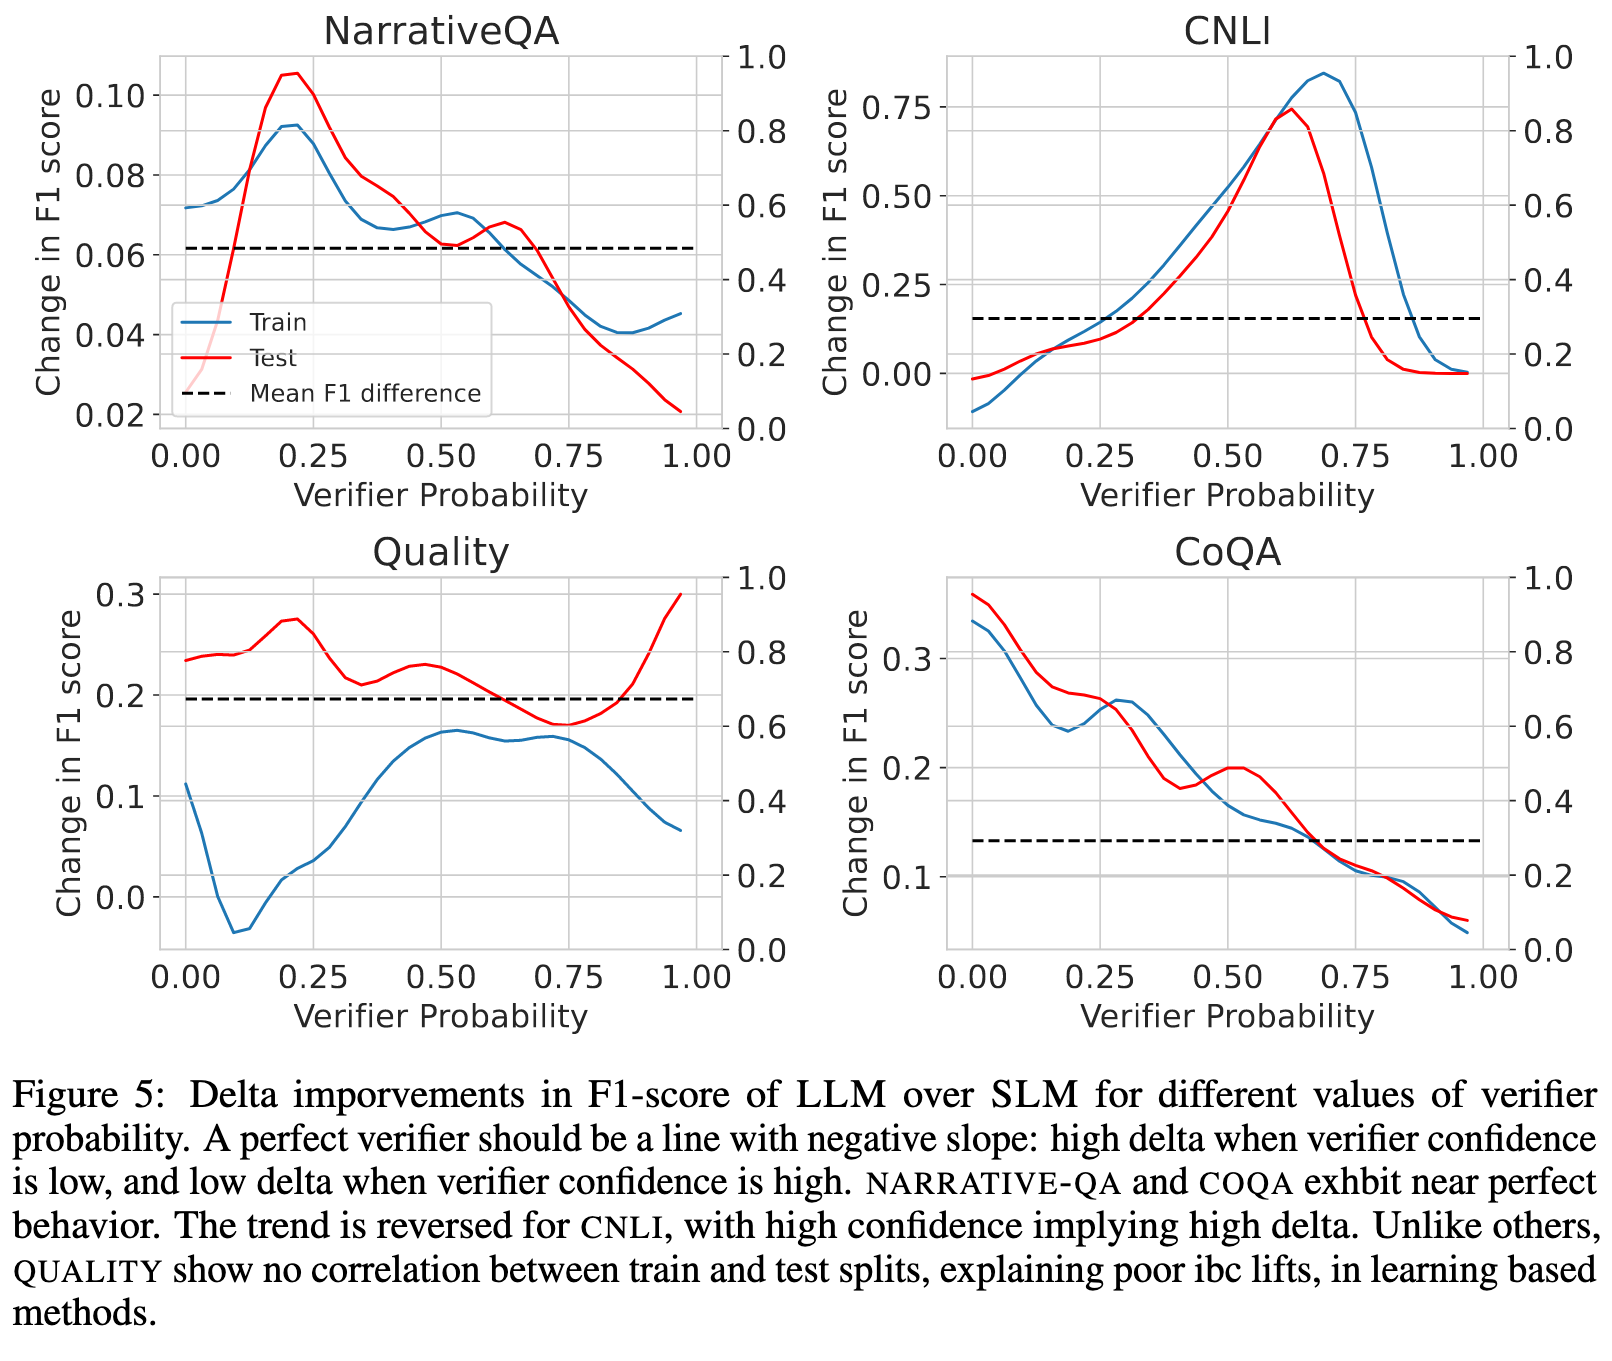 NarrativeQA
Change in F1 score
0.10
0.08
0.06
0.04
0.02
1.0
0.8
0.6
0.4
0.2
0.0
Train
Test
Mean F1 difference
0.00 0.25 0.50 0.75 1.00
Verifier Probability
CNLI
Change in F1 score
0.75
0.50
0.25
0.00
1.0
0.8
0.6
0.4
0.2
0.0
0.00 0.25 0.50 0.75 1.00
Verifier Probability
Quality
Change in F1 score
0.3
0.2
0.1
0.0
1.0
0.8
0.6
0.4
0.2
0.0
0.00 0.25 0.50 0.75 1.00
Verifier Probability
CoQA
Change in F1 score
0.3
0.2
0.1
1.0
0.8
0.6
0.4
0.2
0.0
0.00 0.25 0.50 0.75 1.00
Verifier Probability
Figure 5: Delta imporvements in F1-score of LLM over SLM for different values of verifier
probability. A perfect verifier should be a line with negative slope: high delta when verifier confidence
is low, and low delta when verifier confidence is high. NARRATIVE-QA and COQA exhbit near perfect
behavior. The trend is reversed for CNLI, with high confidence implying high delta. Unlike others,
QUALITY show no correlation between train and test splits, explaining poor ibc lifts, in learning based
methods.